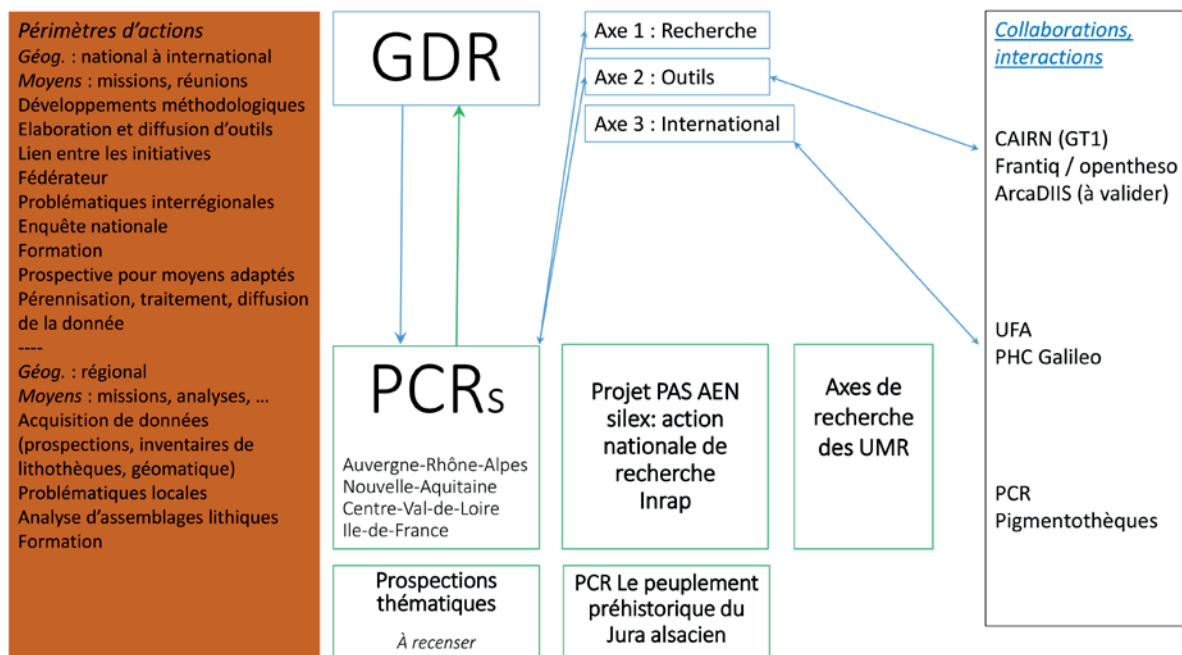 Périmètres d'actions
Géog. : national à international
Moyens : missions, réunions
Développements méthodologiques
Elaboration et diffusion d'outils
Lien entre les initiatives
Fédérateur
Problématiques interrégionales
Enquête nationale
Formation
Prospective pour moyens adaptés
Pérennisation, traitement, diffusion
de la donnée
----
Géog. : régional
Moyens : missions, analyses, …
Acquisition de données
(prospections, inventaires de
lithothèques, géomatique)
Problématiques locales
Analyse d'assemblages lithiques
Formation
GDR
PCRs
Auvergne-Rhône-Alpes
Nouvelle-Aquitaine
Centre-Val-de-Loire
Ile-de-France
Prospections
thématiques
À recenser
Axe 1 : Recherche
Axe 2 : Outils
Axe 3 : International
Projet PAS AEN
silex: action
nationale de
recherche
Inrap
PCR Le peuplement
préhistorique du
Jura alsacien
Axes de
recherche
des UMR
Collaborations,
interactions
CAIRN (GT1)
Frantiq / opentheso
ArcaDIIS (à valider)
UFA
PHC Galileo
PCR
Pigmentothèques